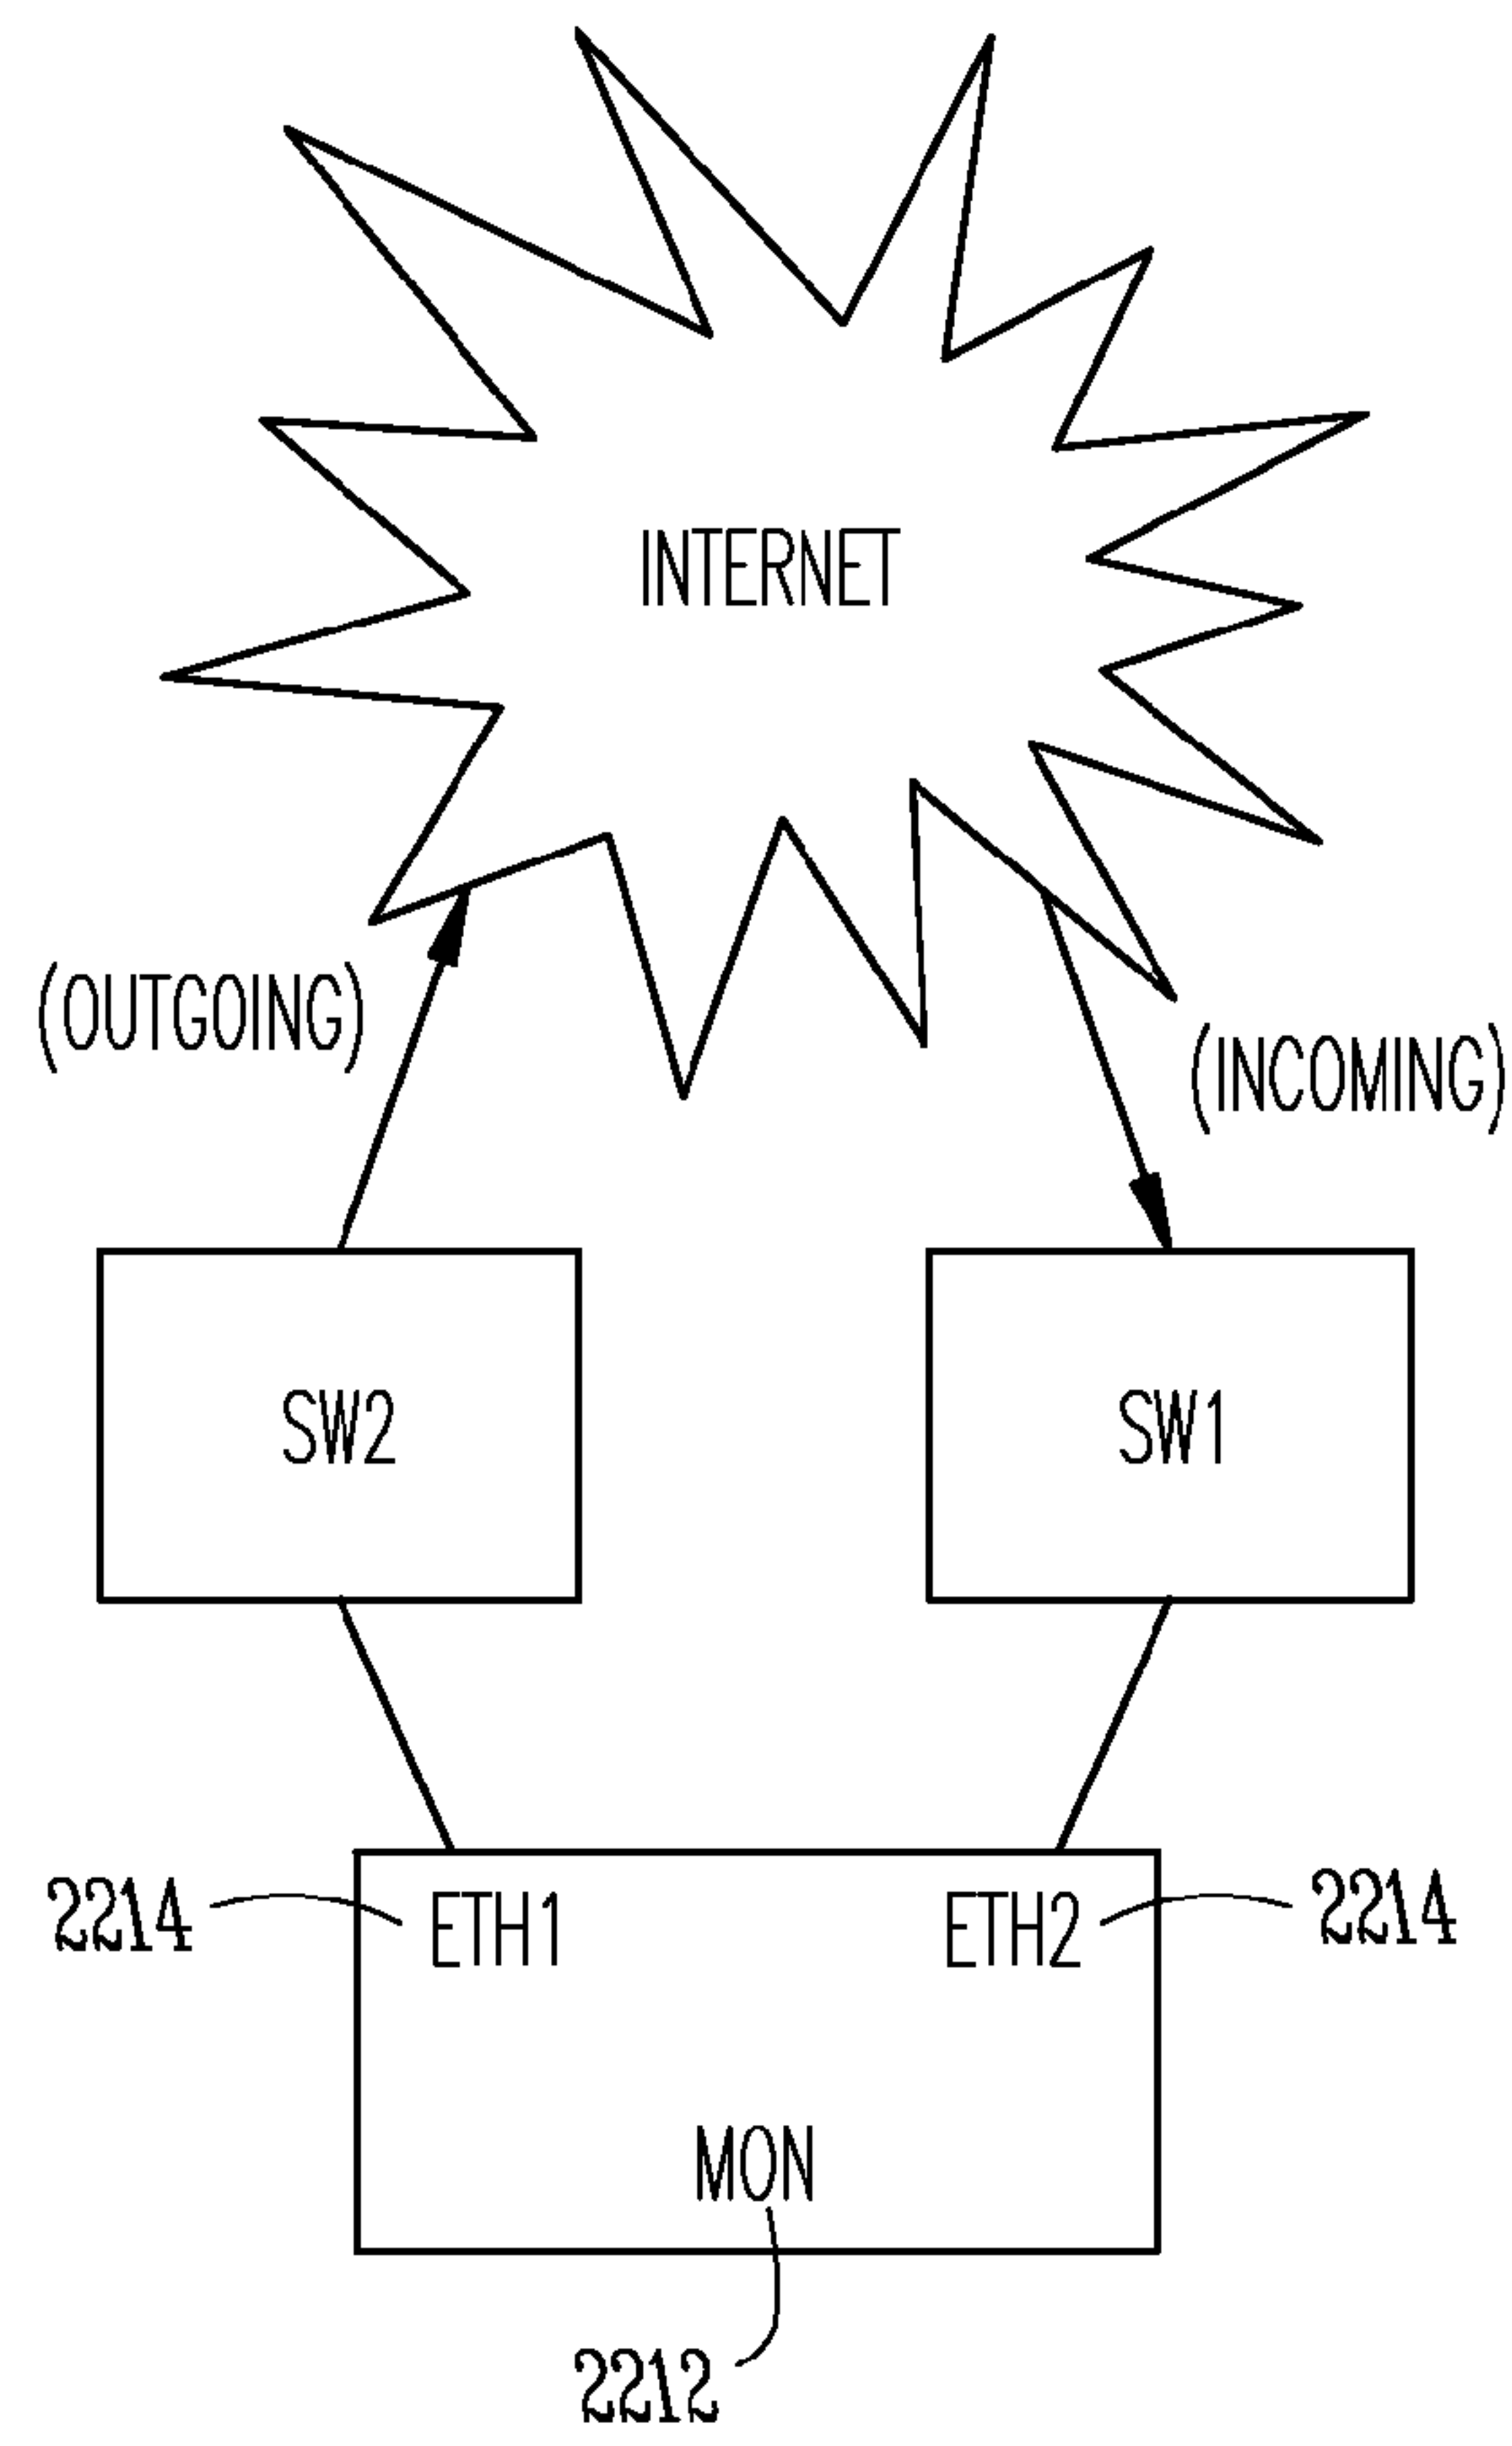 INTERNET
(OUTGOING)
(INCOMING)
SW2
SW1
2214
ETH1
ETH2
2214
MON
2212